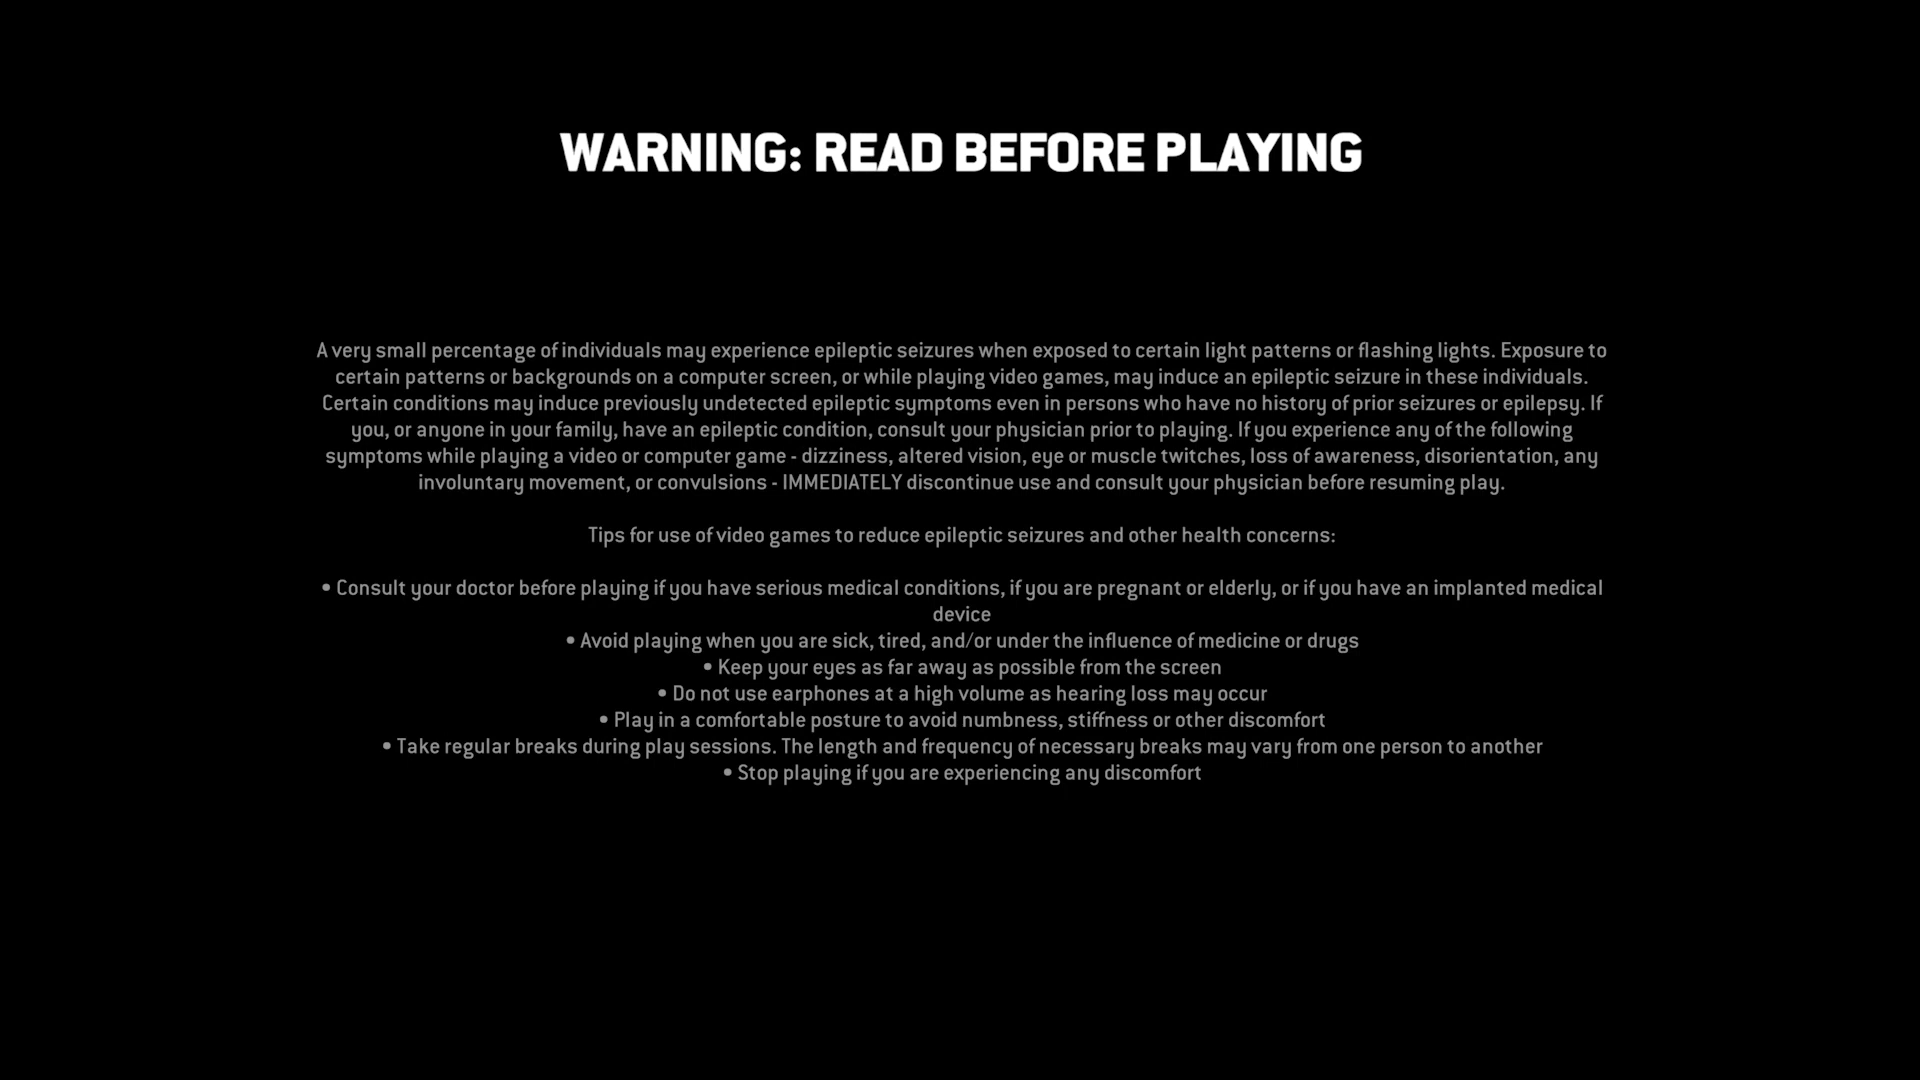 WARNING: READ BEFORE PLAYING
A very small percentage of individuals may experience epileptic seizures when exposed to certain light patterns or flashing lights. Exposure to
certain patterns or backgrounds on a computer screen, or while playing video games, may induce an epileptic seizure in these individuals.
Certain conditions may induce previously undetected epileptic symptoms even in persons who have no history of prior seizures or epilepsy. If
you, or anyone in your family, have an epileptic condition, consult your physician prior to playing. If you experience any of the following
symptoms while playing a video or computer game - dizziness, altered vision, eye or muscle twitches, loss of awareness, disorientation, any
involuntary movement, or convulsions - IMMEDIATELY discontinue use and consult your physician before resuming play.
Tips for use of video games to reduce epileptic seizures and other health concerns:
• Consult your doctor before playing if you have serious medical conditions, if you are pregnant or elderly, or if you have an implanted medical
device
• Avoid playing when you are sick, tired, and/or under the influence of medicine or drugs
• Keep your eyes as far away as possible from the screen
• Do not use earphones at a high volume as hearing loss may occur
• Play in a comfortable posture to avoid numbness, stiffness or other discomfort
• Take regular breaks during play sessions. The length and frequency of necessary breaks may vary from one person to another
• Stop playing if you are experiencing any discomfort